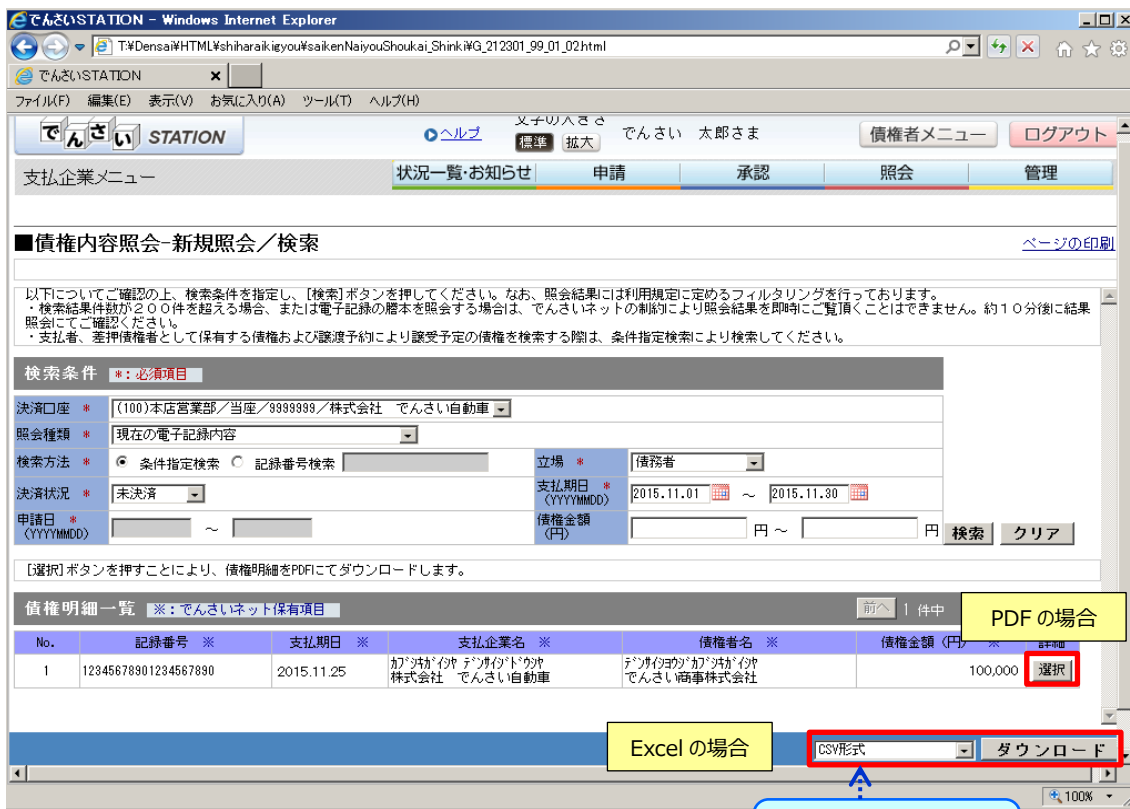 でんさいSTATION - Windows Internet Explorer
T:¥Densai¥HTML¥shiharaikigyou¥saikenNaiyouShoukai_Shinki¥G_212301_99_01_02.html
でんさいSTATION
ファイル(F) 編集(E) 表示(V) お気に入り(A) ツール(T) ヘルプ(H)
でんさい STATION
ヘルプ
文字の大きさ
標準 拡大
でんさい 太郎さま
債権者メニュー
ログアウト
支払企業メニュー
状況一覧・お知らせ 申請 承認 照会 管理
■債権内容照会-新規照会／検索
ページの印刷
以下についてご確認の上、検索条件を指定し、[検索]ボタンを押してください。なお、照会結果には利用規定に定めるフィルタリングを行っております。
・検索結果件数が２００件を超える場合、または電子記録の謄本を照会する場合は、でんさいネットの制約により照会結果を即時にご覧頂くことはできません。約１０分後に結果
照会にてご確認ください。
・支払者、差押債権者として保有する債権および譲渡予約により譲受予定の債権を検索する際は、条件指定検索により検索してください。
検索条件 *：必須項目
決済口座 * (100)本店営業部／当座／9999999／株式会社 でんさい自動車
照会種類 * 現在の電子記録内容
検索方法 * 条件指定検索 記録番号検索 立場 * 債務者
決済状況 * 未決済 支払期日 * (YYYYMMDD) 2015.11.01 ～ 2015.11.30
申請日 * (YYYYMMDD) ～ 債権金額 (円) 円～ 円 検索 クリア
[選択]ボタンを押すことにより、債権明細をPDFにてダウンロードします。
債権明細一覧 ※：でんさいネット保有項目 前へ 1 件中
PDF の場合
No. 記録番号 ※ 支払期日 ※ 支払企業名 ※ 債権者名 ※ 債権金額（円） ※ 詳細
ｶﾌﾞｼｷｶﾞｲｼﾔ ﾃﾞﾝｻｲｼﾞﾄﾞｳｼﾔ ﾃﾞﾝｻｲｼﾖｳｼﾞｶﾌﾞｼｷｶﾞｲｼﾔ
1 12345678901234567890 2015.11.25 株式会社 でんさい自動車 でんさい商事株式会社 100,000 選択
Excel の場合
CSV形式 ダウンロード
100%